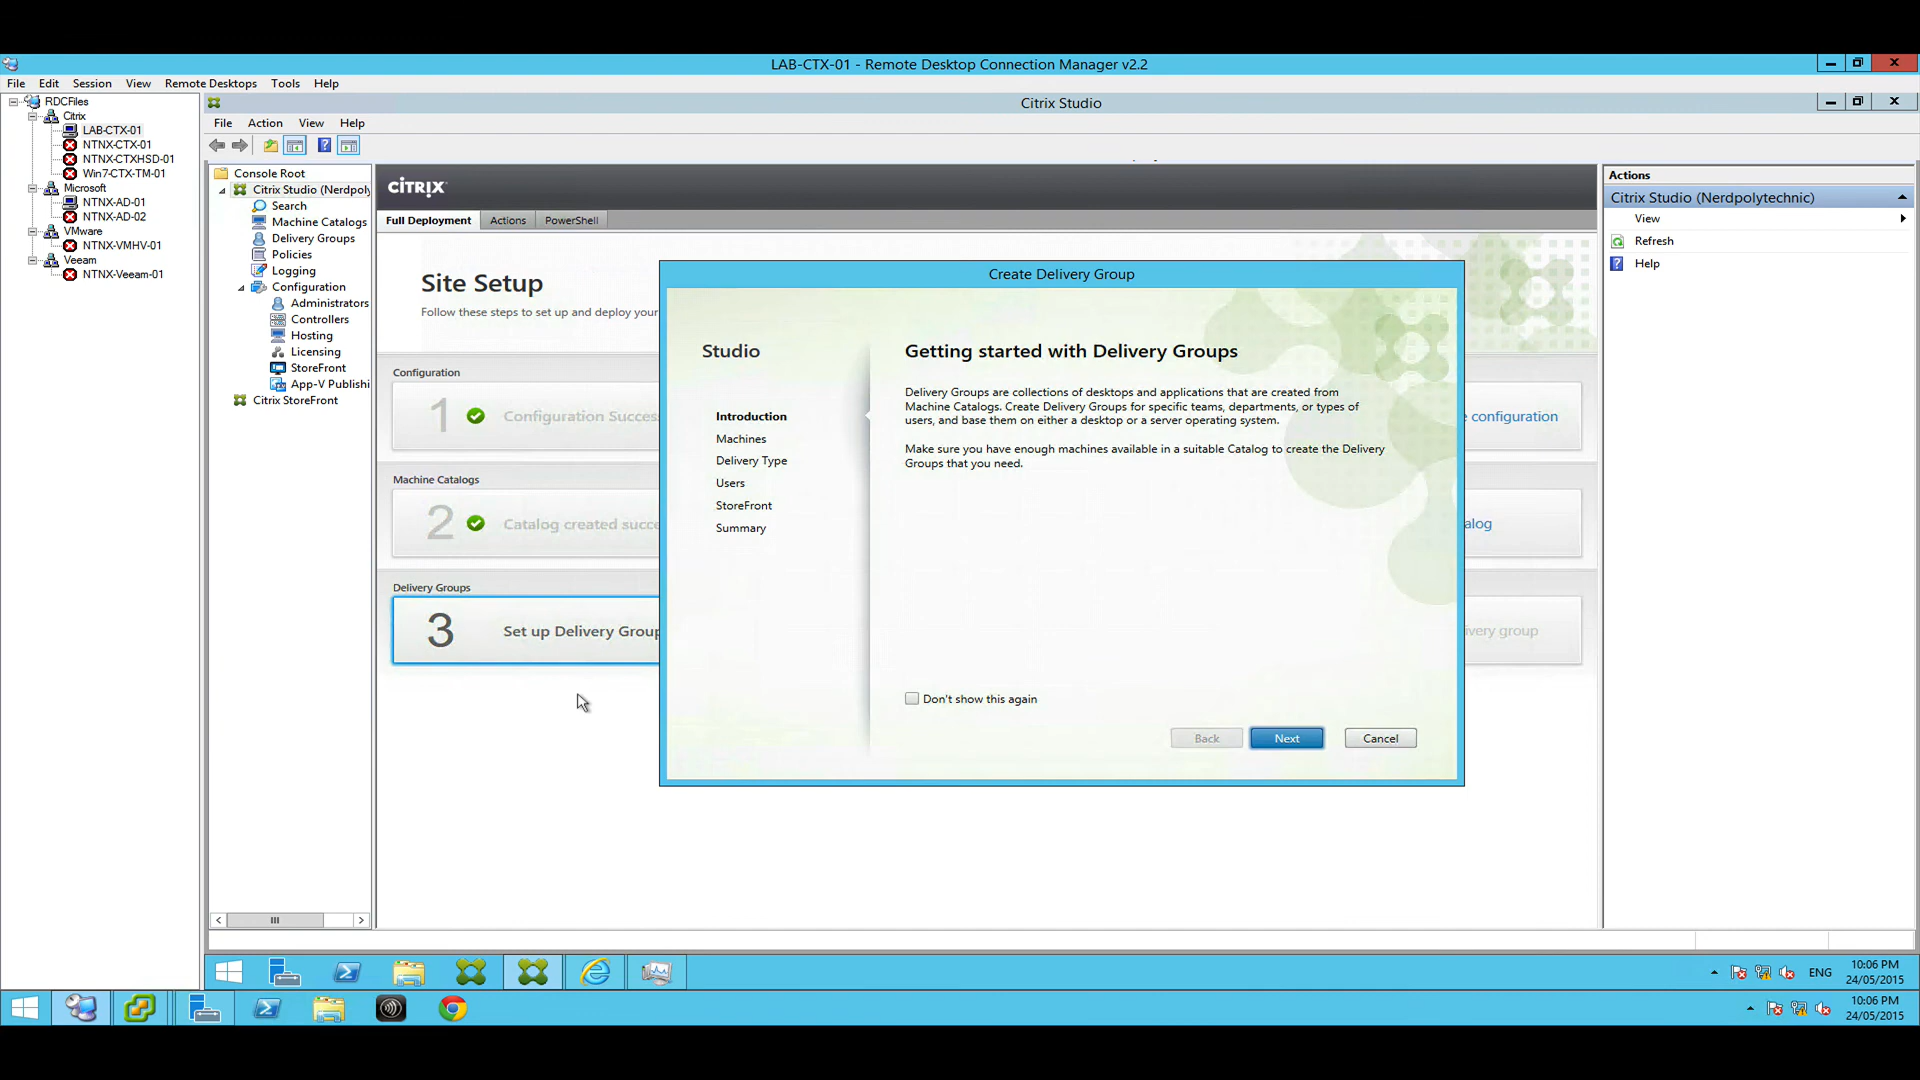 LAB-CTX-01 - Remote Desktop Connection Manager v2.2
File Edit Session View Remote Desktops Tools Help
RDCFiles
Citrix
LAB-CTX-01
NTNX-CTX-01
NTNX-CTXHSD-01
Win7-CTX-TM-01
Microsoft
NTNX-AD-01
NTNX-AD-02
VMware
NTNX-VMHV-01
Veeam
NTNX-Veeam-01
Citrix Studio
File Action View Help
Console Root
Citrix Studio (Nerdpoly
Search
Machine Catalogs
Delivery Groups
Policies
Logging
Configuration
Administrators
Controllers
Hosting
Licensing
StoreFront
App-V Publishi
Citrix StoreFront
CİTRIX
Full Deployment Actions PowerShell
Site Setup
Follow these steps to set up and deploy your
Configuration
1 Configuration Succes
configuration
Machine Catalogs
2 Catalog created succe
alog
Delivery Groups
3 Set up Delivery Group
very group
Create Delivery Group
Studio
Introduction
Machines
Delivery Type
Users
StoreFront
Summary
Getting started with Delivery Groups
Delivery Groups are collections of desktops and applications that are created from
Machine Catalogs. Create Delivery Groups for specific teams, departments, or types of
users, and base them on either a desktop or a server operating system.
Make sure you have enough machines available in a suitable Catalog to create the Delivery
Groups that you need.
Don't show this again
Back Next Cancel
Actions
Citrix Studio (Nerdpolytechnic)
View
Refresh
Help
ENG
10:06 PM
24/05/2015
10:06 PM
24/05/2015